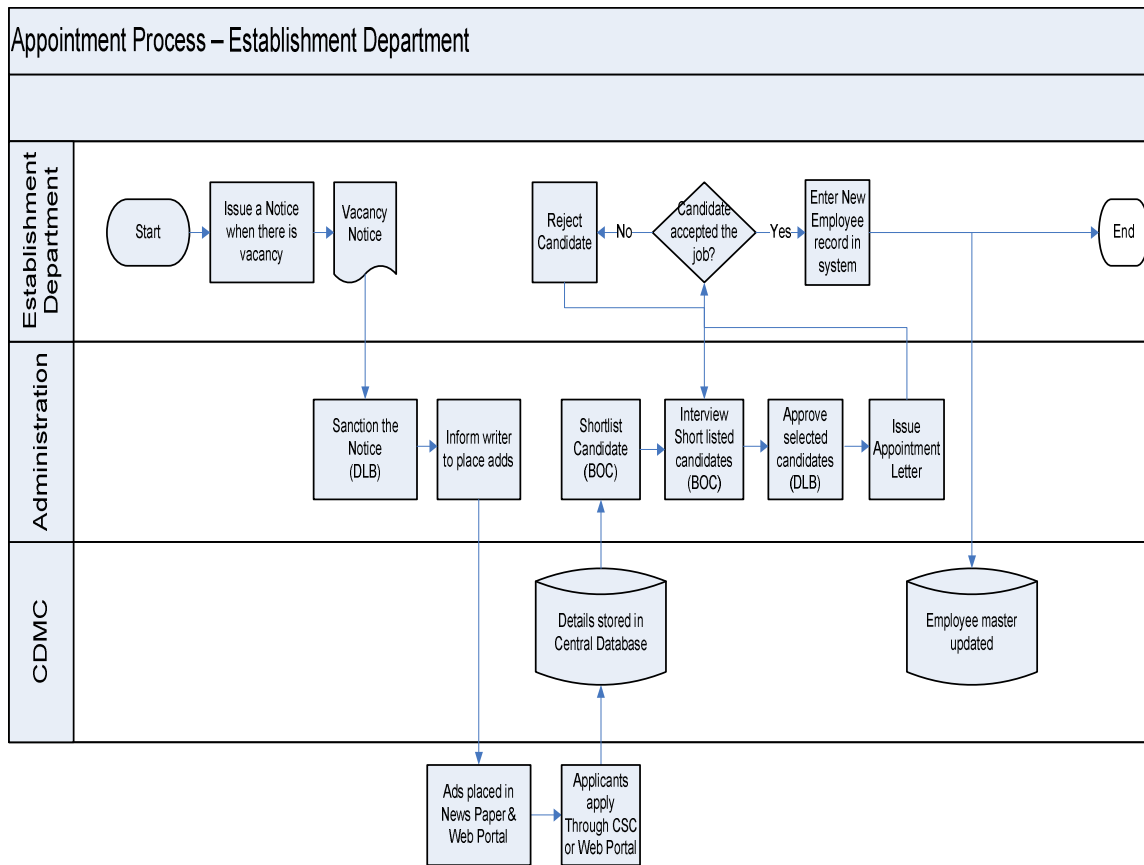 Appointment Process – Establishment Department
Establishment
Department
Start
Issue a Notice
when there is
vacancy
Vacancy
Notice
Reject
Candidate
No
Candidate
accepted the
job?
Yes
Enter New
Employee
record in
system
End
Administration
Sanction the
Notice
(DLB)
Inform writer
to place adds
Shortlist
Candidate
(BOC)
Interview
Short listed
candidates
(BOC)
Approve
selected
candidates
(DLB)
Issue
Appointment
Letter
CDMC
Details stored in
Central Database
Employee master
updated
Ads placed in
News Paper &
Web Portal
Applicants
apply
Through CSC
or Web Portal